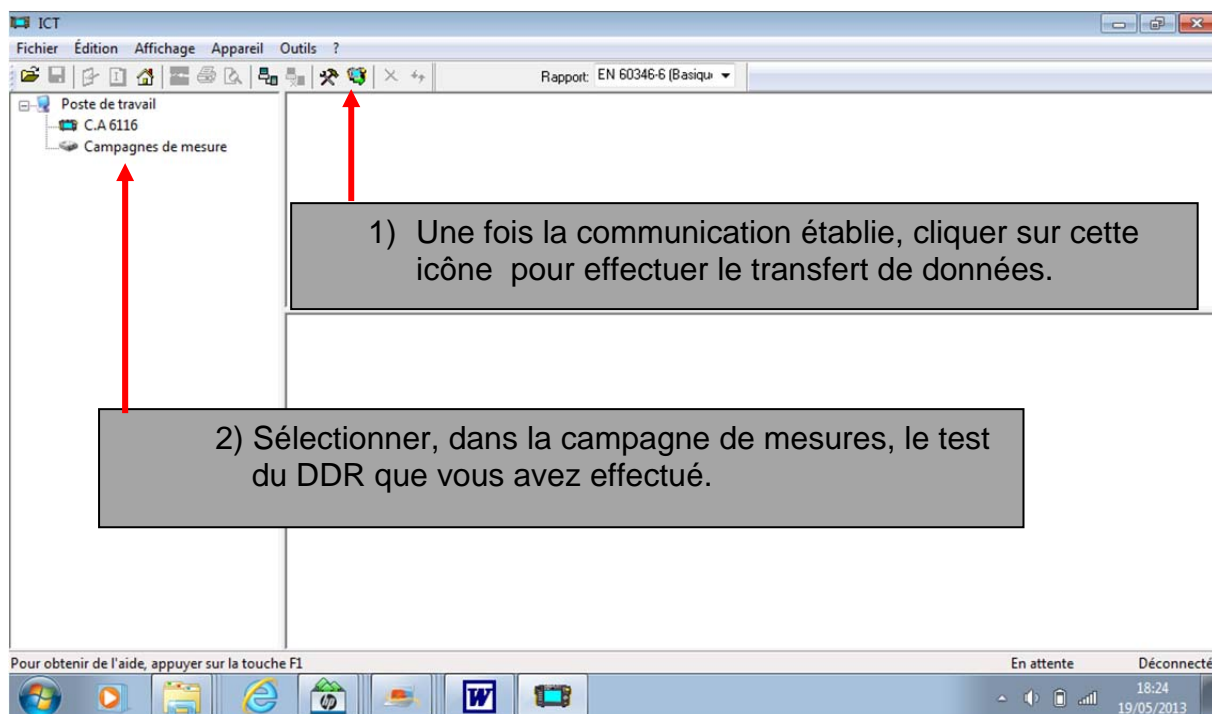 ICT
Fichier Édition Affichage Appareil Outils ?
Rapport: EN 60346-6 (Basiqu
Poste de travail
C.A 6116
Campagnes de mesure
1) Une fois la communication établie, cliquer sur cette
icône pour effectuer le transfert de données.
2) Sélectionner, dans la campagne de mesures, le test
du DDR que vous avez effectué.
Pour obtenir de l'aide, appuyer sur la touche F1
En attente Déconnecté
W
hp
18:24
19/05/2013